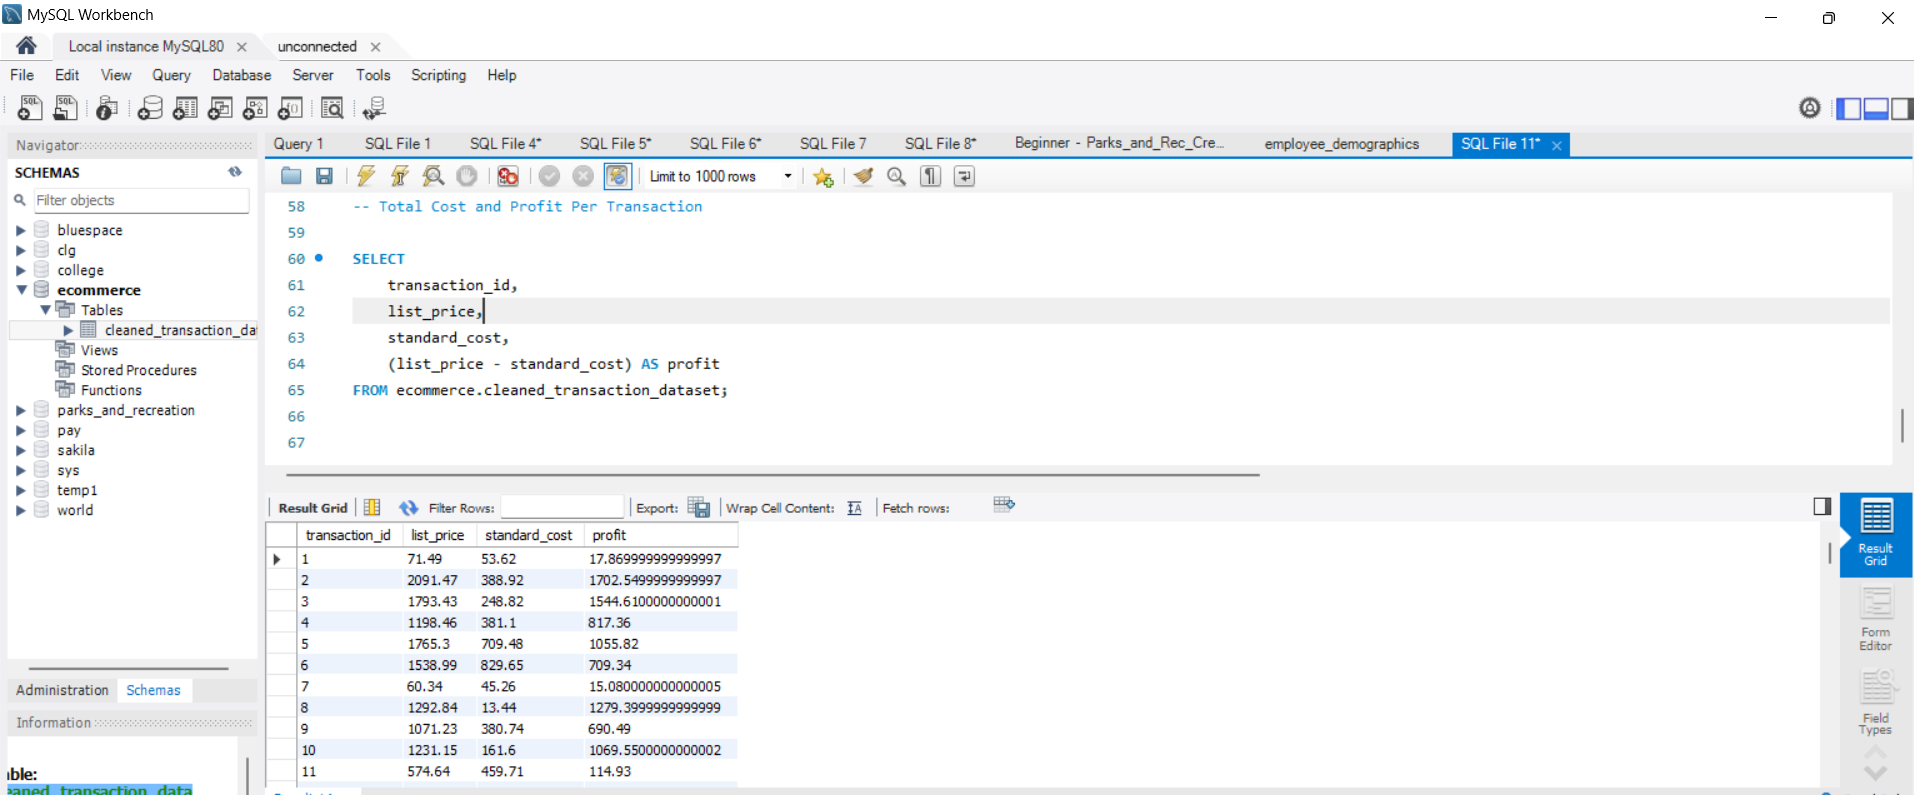 MySQL Workbench
Local instance MySQL80
unconnected
File Edit View Query Database Server Tools Scripting Help
Navigator
SCHEMAS
Filter objects
bluespace
clg
college
ecommerce
Tables
cleaned_transaction_da
Views
Stored Procedures
Functions
parks_and_recreation
pay
sakila
sys
temp1
world
Administration Schemas
Information
ble:
eaned_transaction_data
Query 1 SQL File 1 SQL File 4* SQL File 5* SQL File 6* SQL File 7 SQL File 8* Beginner - Parks_and_Rec_Cre... employee_demographics SQL File 11*
Limit to 1000 rows
58 -- Total Cost and Profit Per Transaction
59
60 SELECT
61 transaction_id,
62 list_price,
63 standard_cost,
64 (list_price - standard_cost) AS profit
65 FROM ecommerce.cleaned_transaction_dataset;
66
67
Result Grid Filter Rows: Export: Wrap Cell Content: Fetch rows:
transaction_id list_price standard_cost profit
1 71.49 53.62 17.869999999999997
2 2091.47 388.92 1702.5499999999997
3 1793.43 248.82 1544.6100000000001
4 1198.46 381.1 817.36
5 1765.3 709.48 1055.82
6 1538.99 829.65 709.34
7 60.34 45.26 15.080000000000005
8 1292.84 13.44 1279.3999999999999
9 1071.23 380.74 690.49
10 1231.15 161.6 1069.5500000000002
11 574.64 459.71 114.93
Result
Grid
Form
Editor
Field
Types